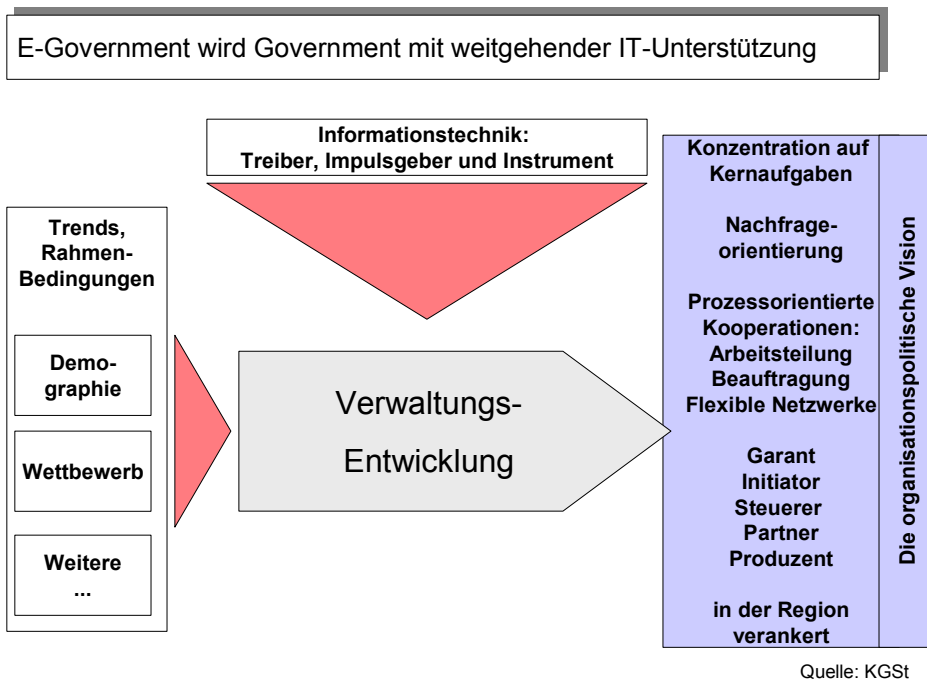 E-Government wird Government mit weitgehender IT-Unterstützung
Informationstechnik:
Treiber, Impulsgeber und Instrument
Trends,
Rahmen-
Bedingungen
Demo-
graphie
Wettbewerb
Weitere
...
Verwaltungs-
Entwicklung
Konzentration auf
Kernaufgaben
Nachfrage-
orientierung
Prozessorientierte
Kooperationen:
Arbeitsteilung
Beauftragung
Flexible Netzwerke
Garant
Initiator
Steuerer
Partner
Produzent
in der Region
verankert
Die organisationspolitische Vision
Quelle: KGSt